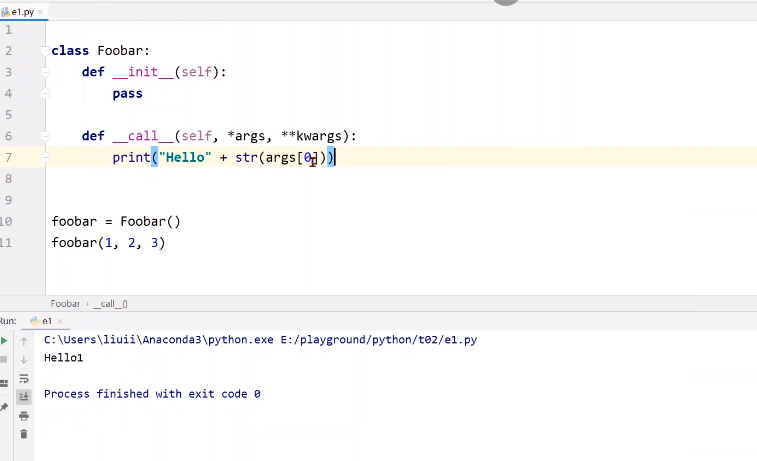 e1.py
1
2 class Foobar:
3 def __init__(self):
4 pass
5
6 def __call__(self, *args, **kwargs):
7 print("Hello" + str(args[0]))
8
9
10 foobar = Foobar()
11 foobar(1, 2, 3)
Foobar › __call__()
Run: e1
C:\Users\liuii\Anaconda3\python.exe E:/playground/python/t02/e1.py
Hello1
Process finished with exit code 0